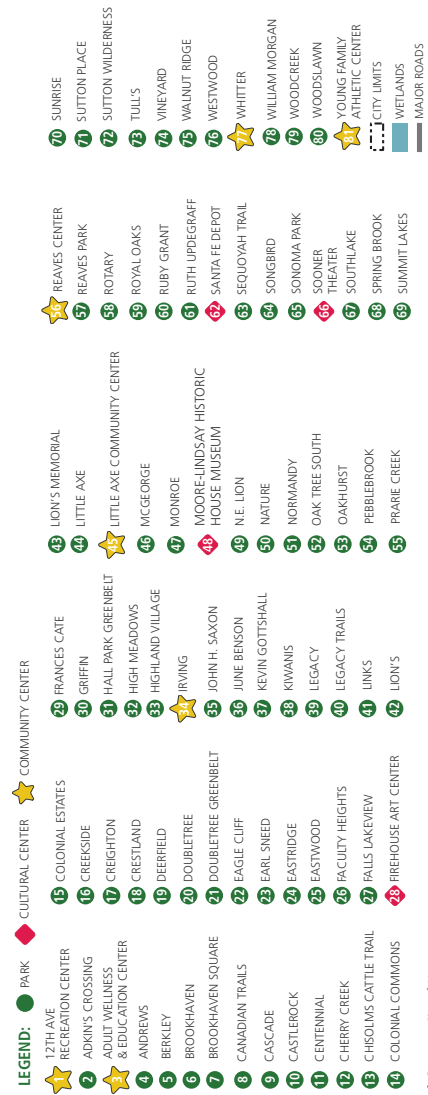 LEGEND: PARK CULTURAL CENTER COMMUNITY CENTER
1 12TH AVE
RECREATION CENTER
2 ADKIN'S CROSSING
3 ADULT WELLNESS
& EDUCATION CENTER
4 ANDREWS
5 BERKLEY
6 BROOKHAVEN
7 BROOKHAVEN SQUARE
8 CANADIAN TRAILS
9 CASCADE
10 CASTLEROCK
11 CENTENNIAL
12 CHERRY CREEK
13 CHISOLMS CATTLE TRAIL
14 COLONIAL COMMONS
15 COLONIAL ESTATES
16 CREEKSIDE
17 CREIGHTON
18 CRESTLAND
19 DEERFIELD
20 DOUBLETREE
21 DOUBLETREE GREENBELT
22 EAGLE CLIFF
23 EARL SNEED
24 EASTRIDGE
25 EASTWOOD
26 FACULTY HEIGHTS
27 FALLS LAKEVIEW
28 FIREHOUSE ART CENTER
29 FRANCES CATE
30 GRIFFIN
31 HALL PARK GREENBELT
32 HIGH MEADOWS
33 HIGHLAND VILLAGE
34 IRVING
35 JOHN H. SAXON
36 JUNE BENSON
37 KEVIN GOTTSHALL
38 KIWANIS
39 LEGACY
40 LEGACY TRAILS
41 LINKS
42 LION'S
43 LION'S MEMORIAL
44 LITTLE AXE
45 LITTLE AXE COMMUNITY CENTER
46 MCGEORGE
47 MONROE
48 MOORE-LINDSAY HISTORIC
HOUSE MUSEUM
49 N.E. LION
50 NATURE
51 NORMANDY
52 OAK TREE SOUTH
53 OAKHURST
54 PEBBLEBROOK
55 PRARIE CREEK
56 REAVES CENTER
57 REAVES PARK
58 ROTARY
59 ROYAL OAKS
60 RUBY GRANT
61 RUTH UPDEGRAFF
62 SANTA FE DEPOT
63 SEQUOYAH TRAIL
64 SONGBIRD
65 SONOMA PARK
66 SOONER
THEATER
67 SOUTHLAKE
68 SPRING BROOK
69 SUMMIT LAKES
70 SUNRISE
71 SUTTON PLACE
72 SUTTON WILDERNESS
73 TULL'S
74 VINEYARD
75 WALNUT RIDGE
76 WESTWOOD
77 WHITTER
78 WILLIAM MORGAN
79 WOODCREEK
80 WOODSLAWN
81 YOUNG FAMILY
ATHLETIC CENTER
CITY LIMITS
WETLANDS
MAJOR ROADS